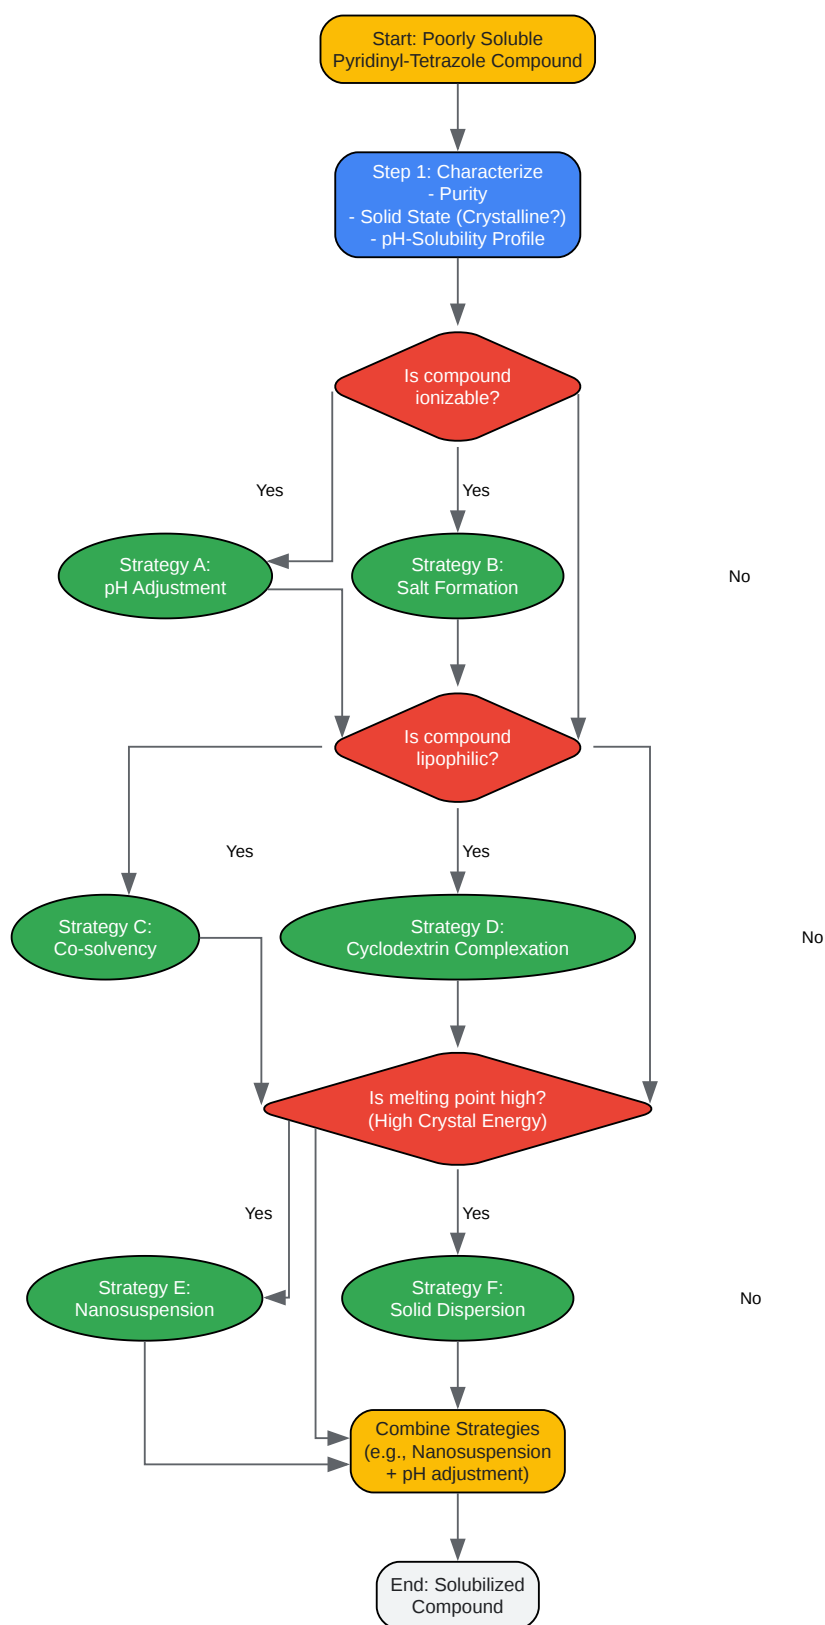 Start: Poorly Soluble
Pyridinyl-Tetrazole Compound
Step 1: Characterize
- Purity
- Solid State (Crystalline?)
- pH-Solubility Profile
Is compound
ionizable?
Yes
Yes
Strategy A:
pH Adjustment
Strategy B:
Salt Formation
No
Is compound
lipophilic?
Yes
Yes
Strategy C:
Co-solvency
Strategy D:
Cyclodextrin Complexation
No
Is melting point high?
(High Crystal Energy)
Yes
Yes
Strategy E:
Nanosuspension
Strategy F:
Solid Dispersion
No
Combine Strategies
(e.g., Nanosuspension
+ pH adjustment)
End: Solubilized
Compound